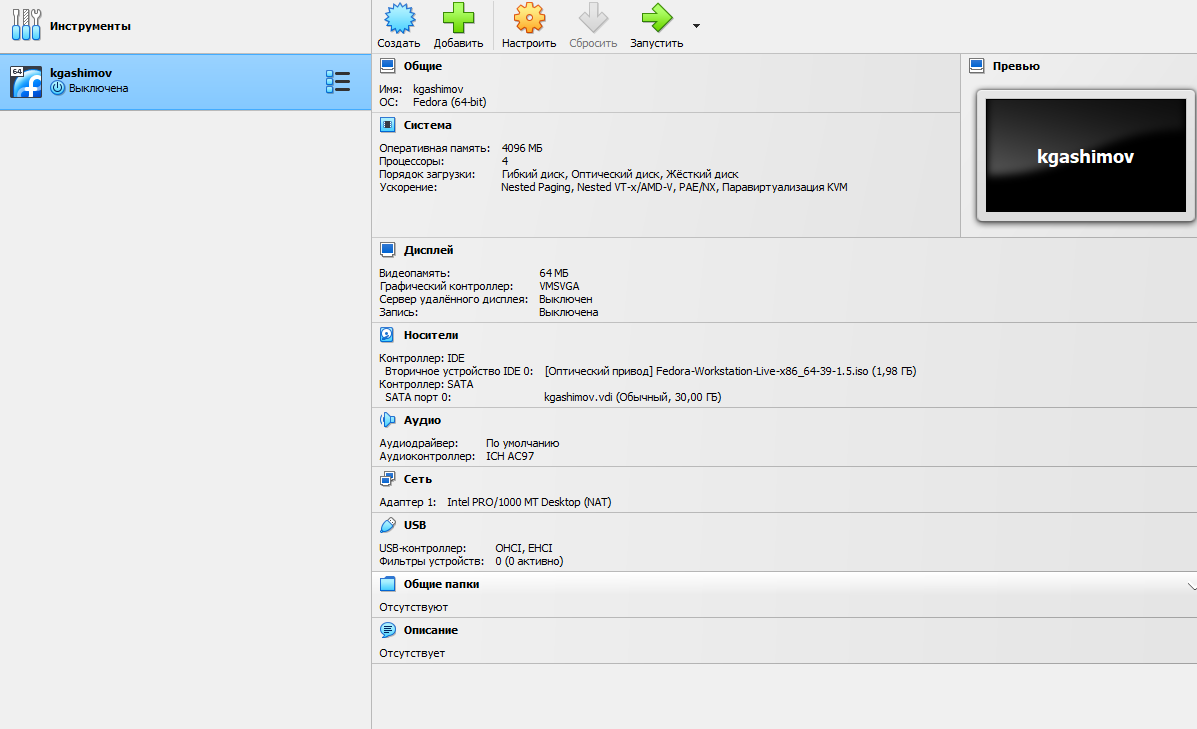 Инструменты
64
kgashimov
Выключена
Создать
Добавить
Настроить
Сбросить
Запустить
Общие
Имя: kgashimov
ОС: Fedora (64-bit)
Система
Оперативная память: 4096 МБ
Процессоры: 4
Порядок загрузки: Гибкий диск, Оптический диск, Жёсткий диск
Ускорение: Nested Paging, Nested VT-x/AMD-V, PAE/NX, Паравиртуализация KVM
Превью
kgashimov
Дисплей
Видеопамять: 64 МБ
Графический контроллер: VMSVGA
Сервер удалённого дисплея: Выключен
Запись: Выключена
Носители
Контроллер: IDE
Вторичное устройство IDE 0: [Оптический привод] Fedora-Workstation-Live-x86_64-39-1.5.iso (1,98 ГБ)
Контроллер: SATA
SATA порт 0: kgashimov.vdi (Обычный, 30,00 ГБ)
Аудио
Аудиодрайвер: По умолчанию
Аудиоконтроллер: ICH AC97
Сеть
Адаптер 1: Intel PRO/1000 MT Desktop (NAT)
USB
USB-контроллер: OHCI, EHCI
Фильтры устройств: 0 (0 активно)
Общие папки
Отсутствуют
Описание
Отсутствует